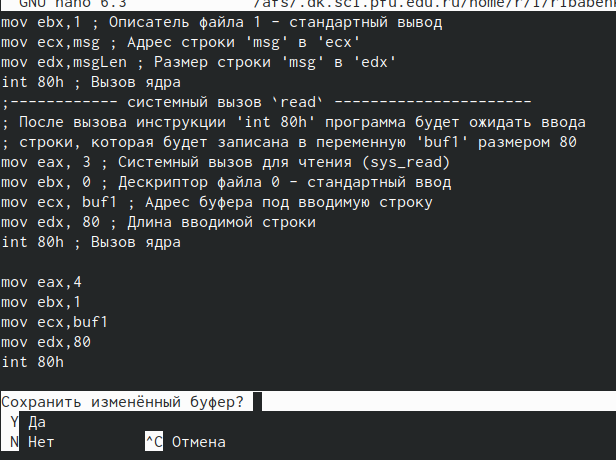 GNU nano 6.3 /afs/.dk.sci.pfu.edu.ru/home/r/i/ribabenk
mov ebx,1 ; Описатель файла 1 - стандартный вывод
mov ecx,msg ; Адрес строки 'msg' в 'ecx'
mov edx,msgLen ; Размер строки 'msg' в 'edx'
int 80h ; Вызов ядра
;------------ системный вызов `read` ----------------------
; После вызова инструкции 'int 80h' программа будет ожидать ввода
; строки, которая будет записана в переменную 'buf1' размером 80
mov eax, 3 ; Системный вызов для чтения (sys_read)
mov ebx, 0 ; Дескриптор файла 0 - стандартный ввод
mov ecx, buf1 ; Адрес буфера под вводимую строку
mov edx, 80 ; Длина вводимой строки
int 80h ; Вызов ядра
mov eax,4
mov ebx,1
mov ecx,buf1
mov edx,80
int 80h
Сохранить изменённый буфер?
Y Да
N Нет ^C Отмена